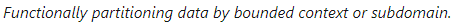 Functionally partitioning data by bounded context or subdomain.